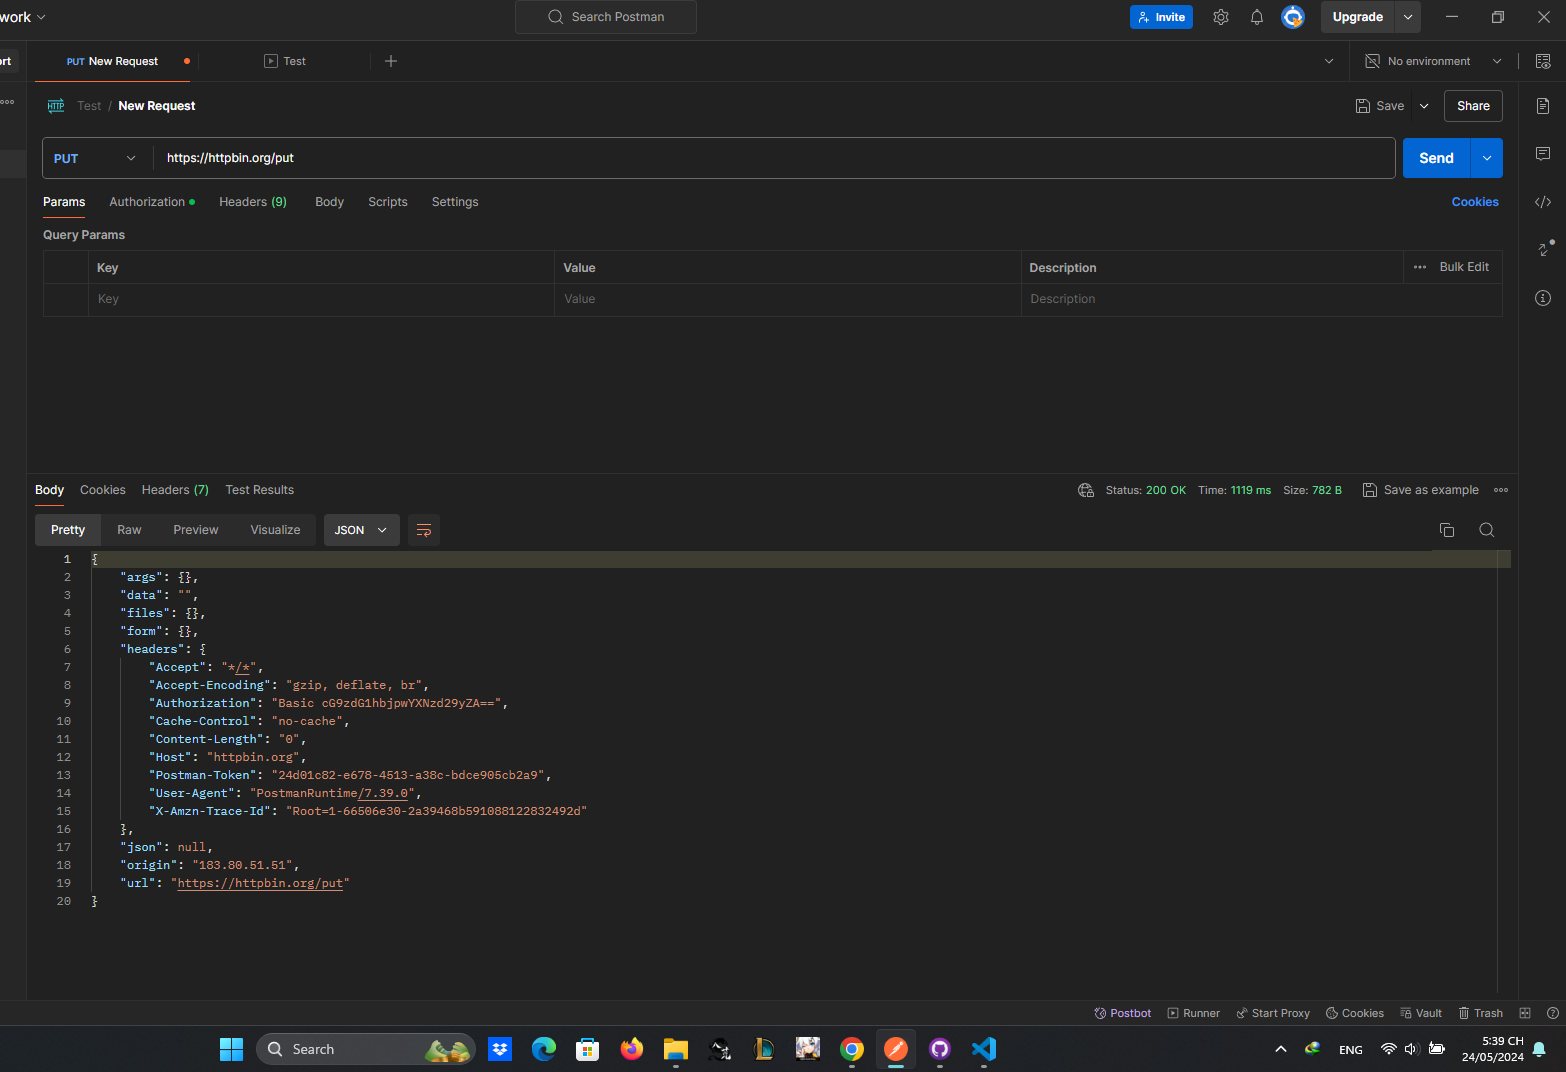 work
Search Postman
Invite
Upgrade
ort
PUT New Request
Test
No environment
HTTP Test / New Request
Save
Share
PUT
https://httpbin.org/put
Send
Params
Authorization
Headers (9)
Body
Scripts
Settings
Cookies
Query Params
Key
Value
Description
Bulk Edit
Key
Value
Description
Body
Cookies
Headers (7)
Test Results
Status: 200 OK
Time: 1119 ms
Size: 782 B
Save as example
Pretty
Raw
Preview
Visualize
JSON
1 {
2 "args": {},
3 "data": "",
4 "files": {},
5 "form": {},
6 "headers": {
7 "Accept": "*/*",
8 "Accept-Encoding": "gzip, deflate, br",
9 "Authorization": "Basic cG9zdG1hbjpwYXNzd29yZA==",
10 "Cache-Control": "no-cache",
11 "Content-Length": "0",
12 "Host": "httpbin.org",
13 "Postman-Token": "24d01c82-e678-4513-a38c-bdce905cb2a9",
14 "User-Agent": "PostmanRuntime/7.39.0",
15 "X-Amzn-Trace-Id": "Root=1-66506e30-2a39468b591088122832492d"
16 },
17 "json": null,
18 "origin": "183.80.51.51",
19 "url": "https://httpbin.org/put"
20 }
Postbot
Runner
Start Proxy
Cookies
Vault
Trash
Search
ENG
5:39 CH
24/05/2024